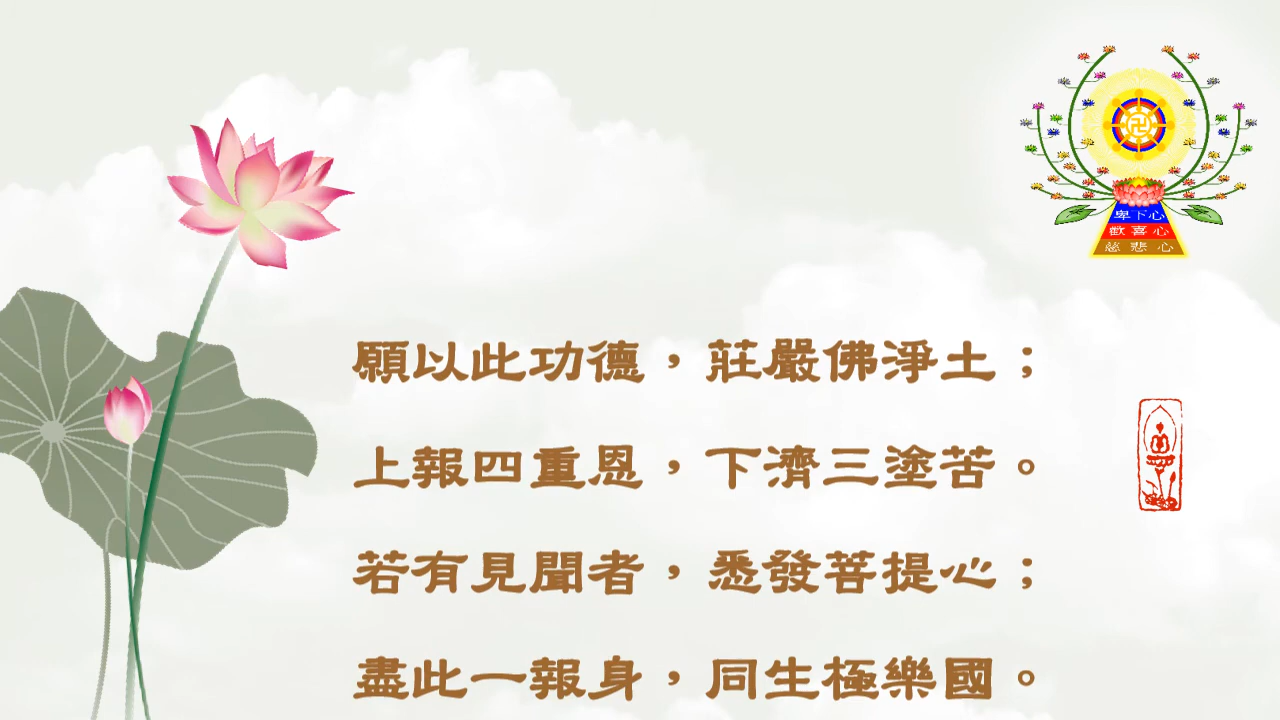 卑下心
歡喜心
慈悲心
願以此功德，莊嚴佛淨土；
上報四重恩，下濟三塗苦。
若有見聞者，悉發菩提心；
盡此一報身，同生極樂國。